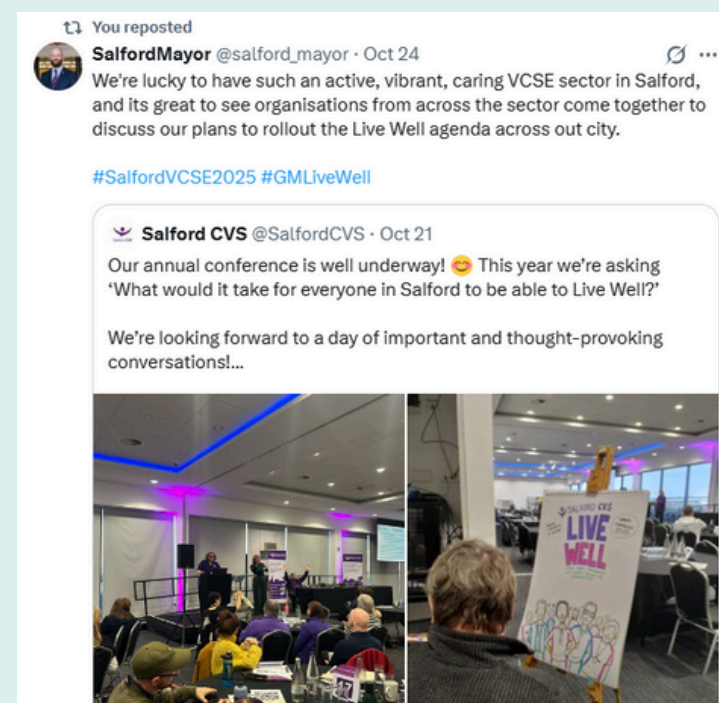 You reposted
SalfordMayor @salford_mayor · Oct 24
We're lucky to have such an active, vibrant, caring VCSE sector in Salford,
and its great to see organisations from across the sector come together to
discuss our plans to rollout the Live Well agenda across out city.
#SalfordVCSE2025 #GMLiveWell
Salford CVS @SalfordCVS · Oct 21
Our annual conference is well underway! 😊 This year we're asking
'What would it take for everyone in Salford to be able to Live Well?'
We're looking forward to a day of important and thought-provoking
conversations!...
SALFORD CVS
LIVE
WELL
17